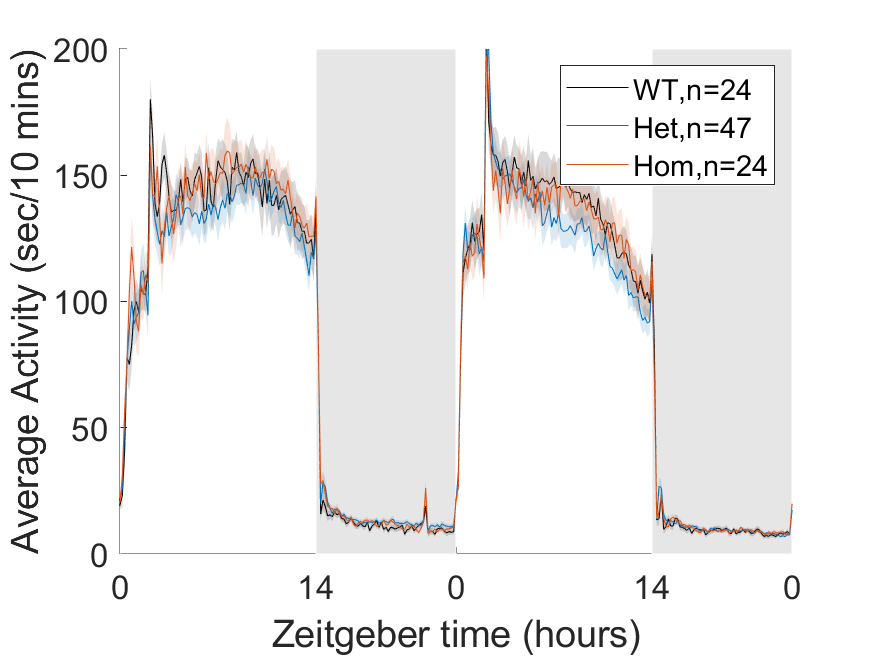 Average Activity (sec/10 mins)
200
150
100
50
0
WT,n=24
Het,n=47
Hom,n=24
0 14 0 14 0
Zeitgeber time (hours)